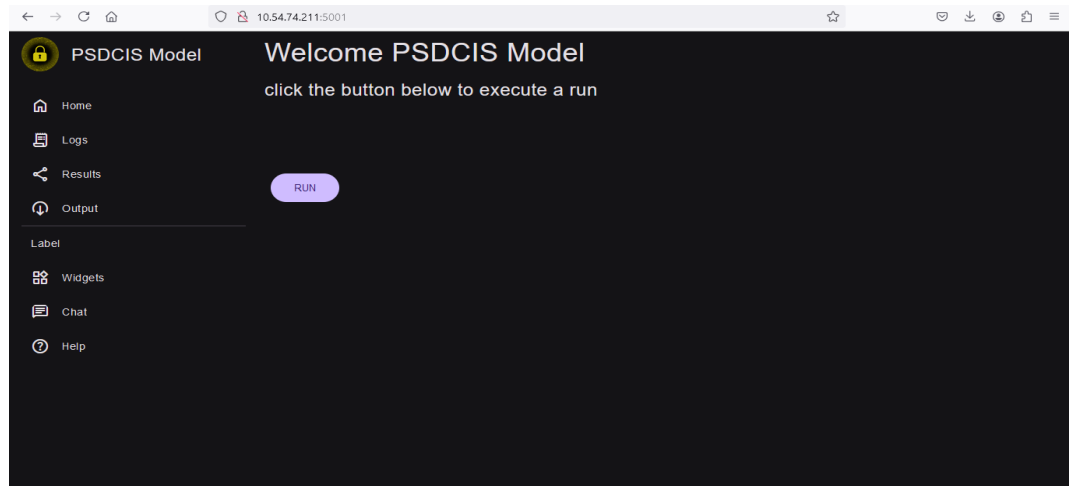 10.54.74.211:5001
PSDCIS Model
Home
Logs
Results
Output
Label
Widgets
Chat
Help
Welcome PSDCIS Model
click the button below to execute a run
RUN